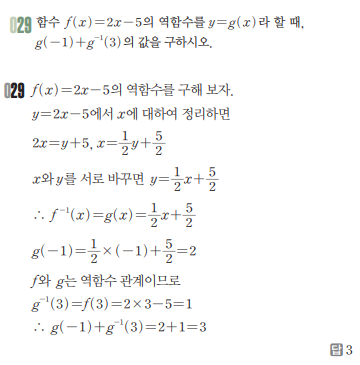 029 함수 f(x)=2x-5의 역함수를 y=g(x)라 할 때,
g(-1)+g⁻¹(3)의 값을 구하시오.
029 f(x)=2x-5의 역함수를 구해 보자.
y=2x-5에서 x에 대하여 정리하면
2x=y+5, x=1/2y+5/2
x와 y를 서로 바꾸면 y=1/2x+5/2
∴ f⁻¹(x)=g(x)=1/2x+5/2
g(-1)=1/2×(-1)+5/2=2
f와 g는 역함수 관계이므로
g⁻¹(3)=f(3)=2×3-5=1
∴ g(-1)+g⁻¹(3)=2+1=3
답 3